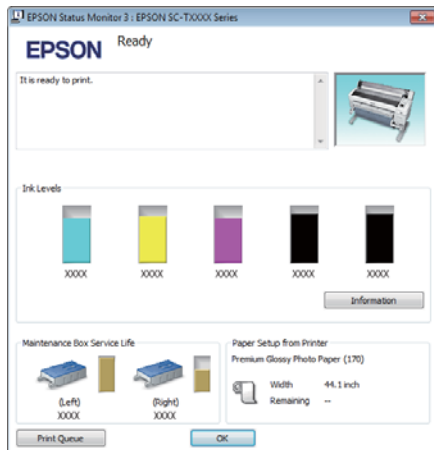 EPSON Status Monitor 3 : EPSON SC-TXXXX Series
EPSON
Ready
It is ready to print.
Ink Levels
XXXX XXXX XXXX XXXX XXXX
Information
Maintenance Box Service Life
(Left) (Right)
XXXX XXXX
Paper Setup from Printer
Premium Glossy Photo Paper (170)
Width 44.1 inch
Remaining --
Print Queue
OK